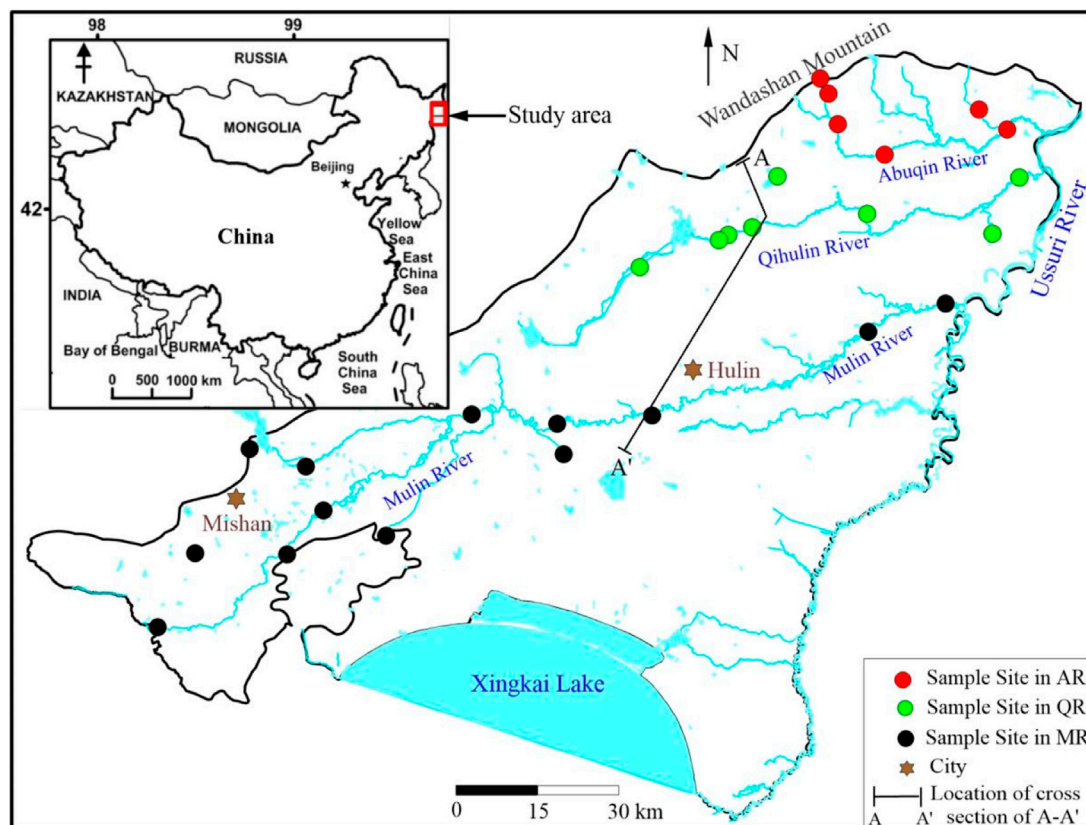 98
99
RUSSIA
KAZAKHSTAN
MONGOLIA
Study area
Beijing
42
China
Yellow
Sea
East
China
Sea
INDIA
Bay of Bengal
BURMA
South
China
Sea
0 500 1000 km
N
Wandashan Mountain
A
Abuqin River
Qihulin River
Ussuri River
Mulin River
Hulin
A'
Mulin River
Mishan
Xingkai Lake
0 15 30 km
Sample Site in AR
Sample Site in QR
Sample Site in MR
City
Location of cross
section of A-A'
A A'